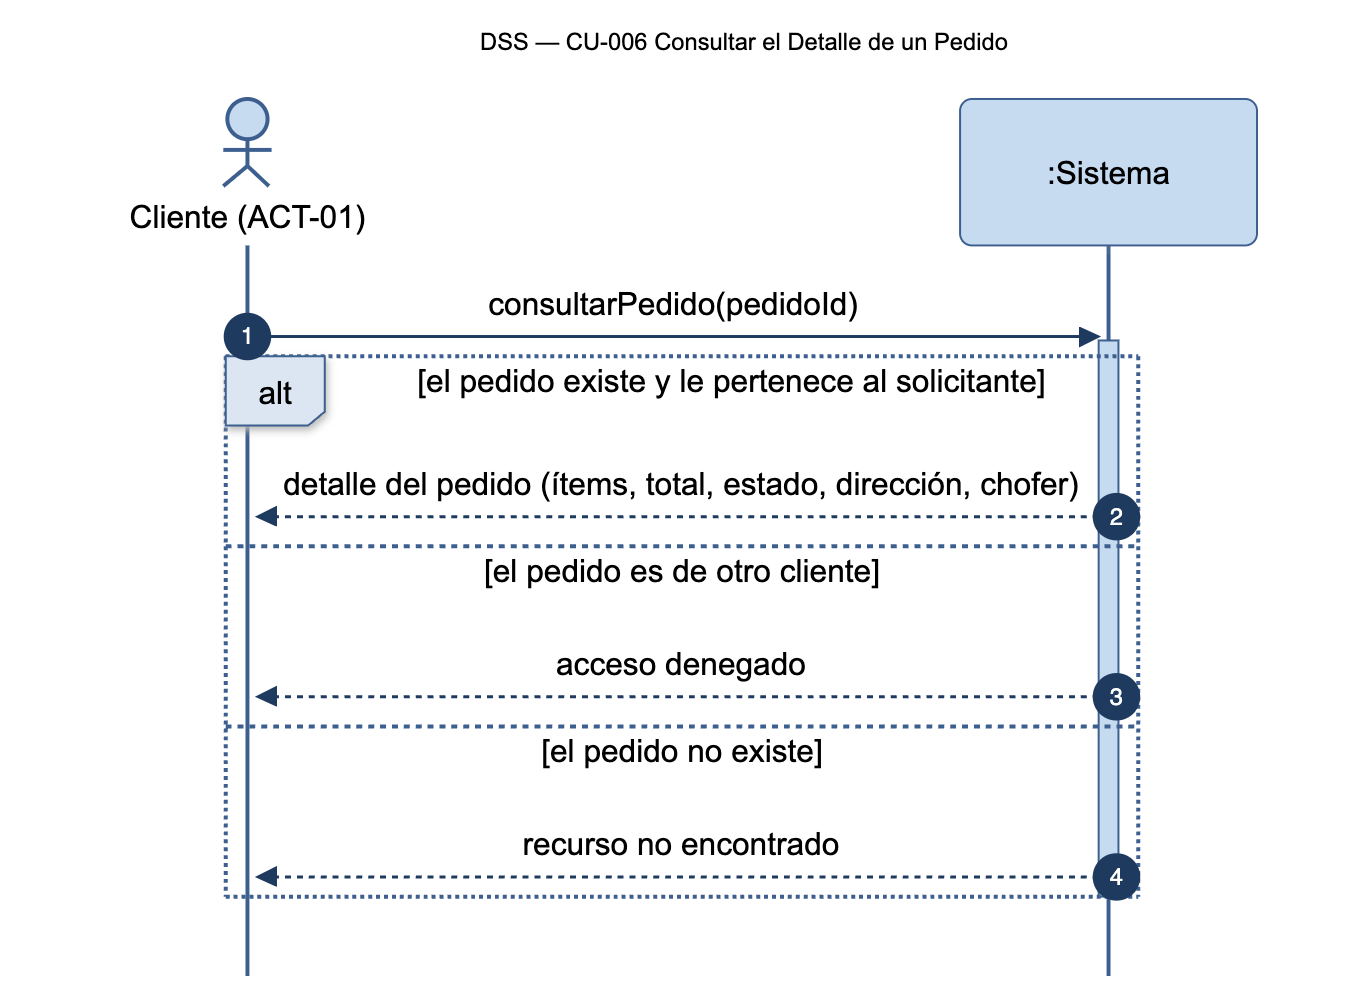 DSS — CU-006 Consultar el Detalle de un Pedido
Cliente (ACT-01)
:Sistema
consultarPedido(pedidoId)
1
alt
[el pedido existe y le pertenece al solicitante]
detalle del pedido (ítems, total, estado, dirección, chofer)
2
[el pedido es de otro cliente]
acceso denegado
3
[el pedido no existe]
recurso no encontrado
4